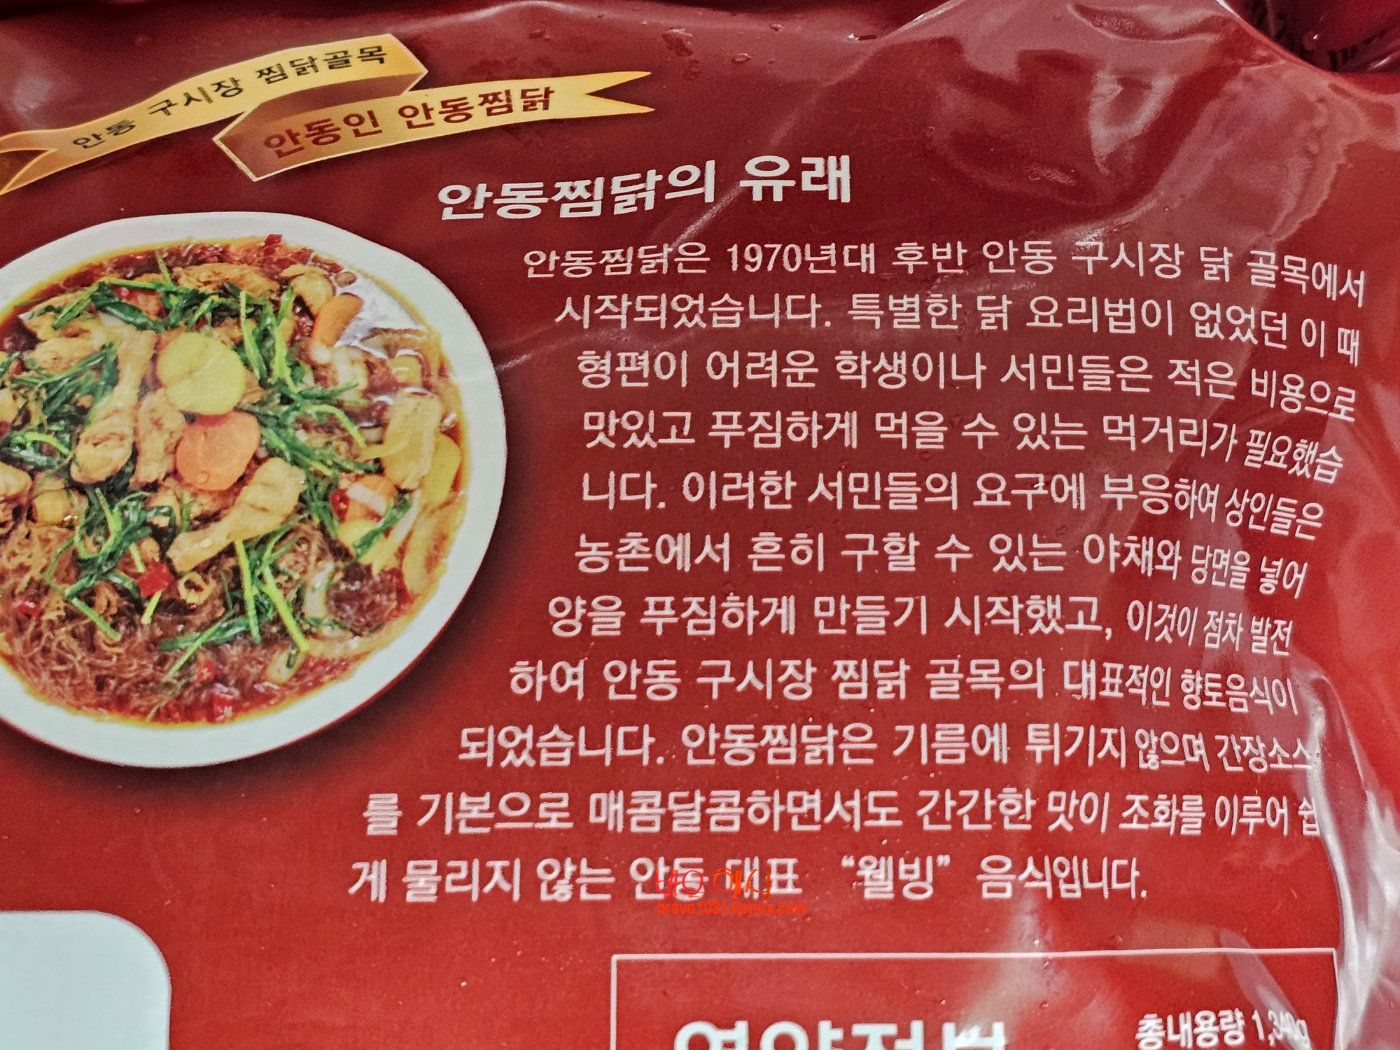 안동 구시장 찜닭골목
안동인 안동찜닭
안동찜닭의 유래
안동찜닭은 1970년대 후반 안동 구시장 닭 골목에서
시작되었습니다. 특별한 닭 요리법이 없었던 이 때
형편이 어려운 학생이나 서민들은 적은 비용으로
맛있고 푸짐하게 먹을 수 있는 먹거리가 필요했습
니다. 이러한 서민들의 요구에 부응하여 상인들은
농촌에서 흔히 구할 수 있는 야채와 당면을 넣어
양을 푸짐하게 만들기 시작했고, 이것이 점차 발전
하여 안동 구시장 찜닭 골목의 대표적인 향토음식이
되었습니다. 안동찜닭은 기름에 튀기지 않으며 간장소스
를 기본으로 매콤달콤하면서도 간간한 맛이 조화를 이루어 쉽
게 물리지 않는 안동 대표 “웰빙” 음식입니다.
영양정보
총내용량 1,340g